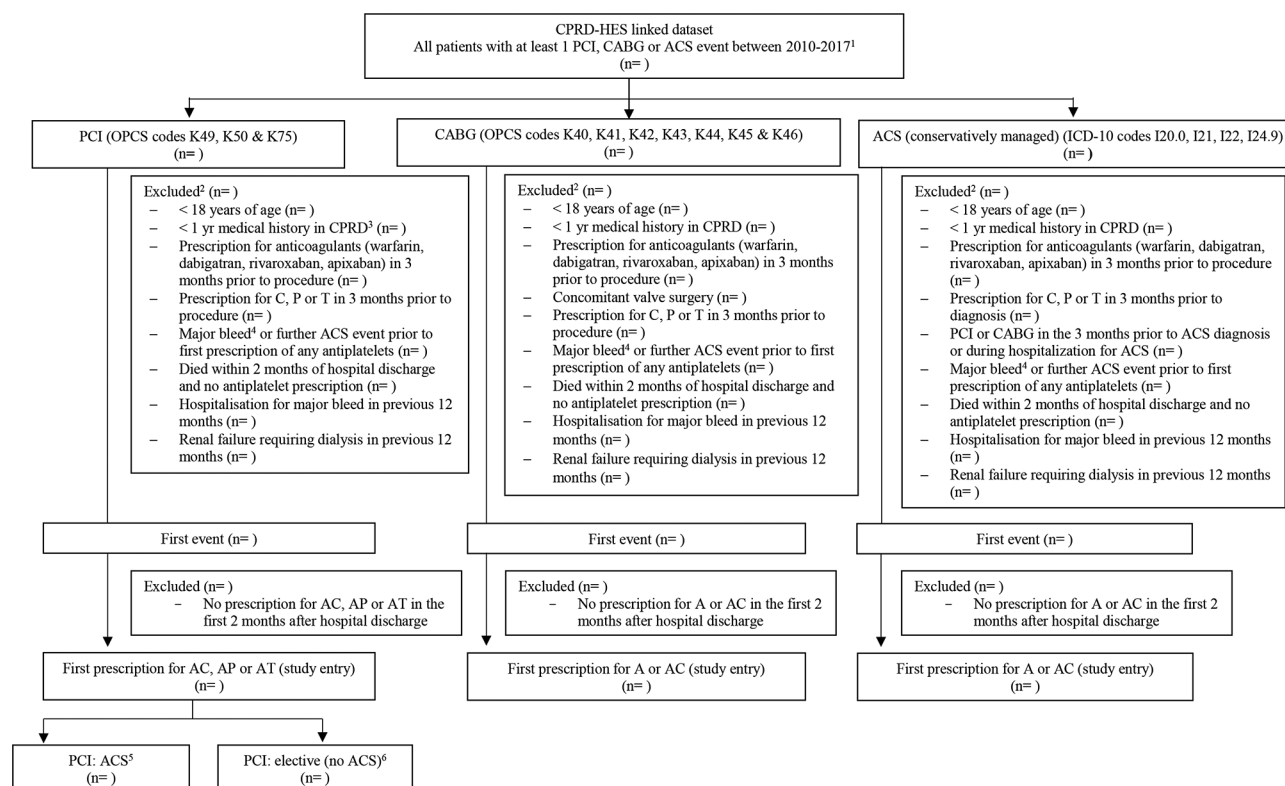 CPRD-HES linked dataset
All patients with at least 1 PCI, CABG or ACS event between 2010-2017¹
(n= )
PCI (OPCS codes K49, K50 & K75)
(n= )
CABG (OPCS codes K40, K41, K42, K43, K44, K45 & K46)
(n= )
ACS (conservatively managed) (ICD-10 codes I20.0, I21, I22, I24.9)
(n= )
Excluded² (n= )
– < 18 years of age (n= )
– < 1 yr medical history in CPRD³ (n= )
– Prescription for anticoagulants (warfarin,
dabigatran, rivaroxaban, apixaban) in 3
months prior to procedure (n= )
– Prescription for C, P or T in 3 months prior to
procedure (n= )
– Major bleed⁴ or further ACS event prior to
first prescription of any antiplatelets (n= )
– Died within 2 months of hospital discharge
and no antiplatelet prescription (n= )
– Hospitalisation for major bleed in previous 12
months (n= )
– Renal failure requiring dialysis in previous 12
months (n= )
Excluded² (n= )
– < 18 years of age (n= )
– < 1 yr medical history in CPRD (n= )
– Prescription for anticoagulants (warfarin,
dabigatran, rivaroxaban, apixaban) in 3 months
prior to procedure (n= )
– Concomitant valve surgery (n= )
– Prescription for C, P or T in 3 months prior to
procedure (n= )
– Major bleed⁴ or further ACS event prior to first
prescription of any antiplatelets (n= )
– Died within 2 months of hospital discharge and
no antiplatelet prescription (n= )
– Hospitalisation for major bleed in previous 12
months (n= )
– Renal failure requiring dialysis in previous 12
months (n= )
Excluded² (n= )
– < 18 years of age (n= )
– < 1 yr medical history in CPRD (n= )
– Prescription for anticoagulants (warfarin, dabigatran,
rivaroxaban, apixaban) in 3 months prior to procedure
(n= )
– Prescription for C, P or T in 3 months prior to
diagnosis (n= )
– PCI or CABG in the 3 months prior to ACS diagnosis
or during hospitalization for ACS (n= )
– Major bleed⁴ or further ACS event prior to first
prescription of any antiplatelets (n= )
– Died within 2 months of hospital discharge and no
antiplatelet prescription (n= )
– Hospitalisation for major bleed in previous 12 months
(n= )
– Renal failure requiring dialysis in previous 12 months
(n= )
First event (n= )
First event (n= )
First event (n= )
Excluded (n= )
– No prescription for AC, AP or AT in the
first 2 months after hospital discharge
Excluded (n= )
– No prescription for A or AC in the first 2
months after hospital discharge
Excluded (n= )
– No prescription for A or AC in the first 2
months after hospital discharge
First prescription for AC, AP or AT (study entry)
(n= )
First prescription for A or AC (study entry)
(n= )
First prescription for A or AC (study entry)
(n= )
PCI: ACS⁵
(n= )
PCI: elective (no ACS)⁶
(n= )